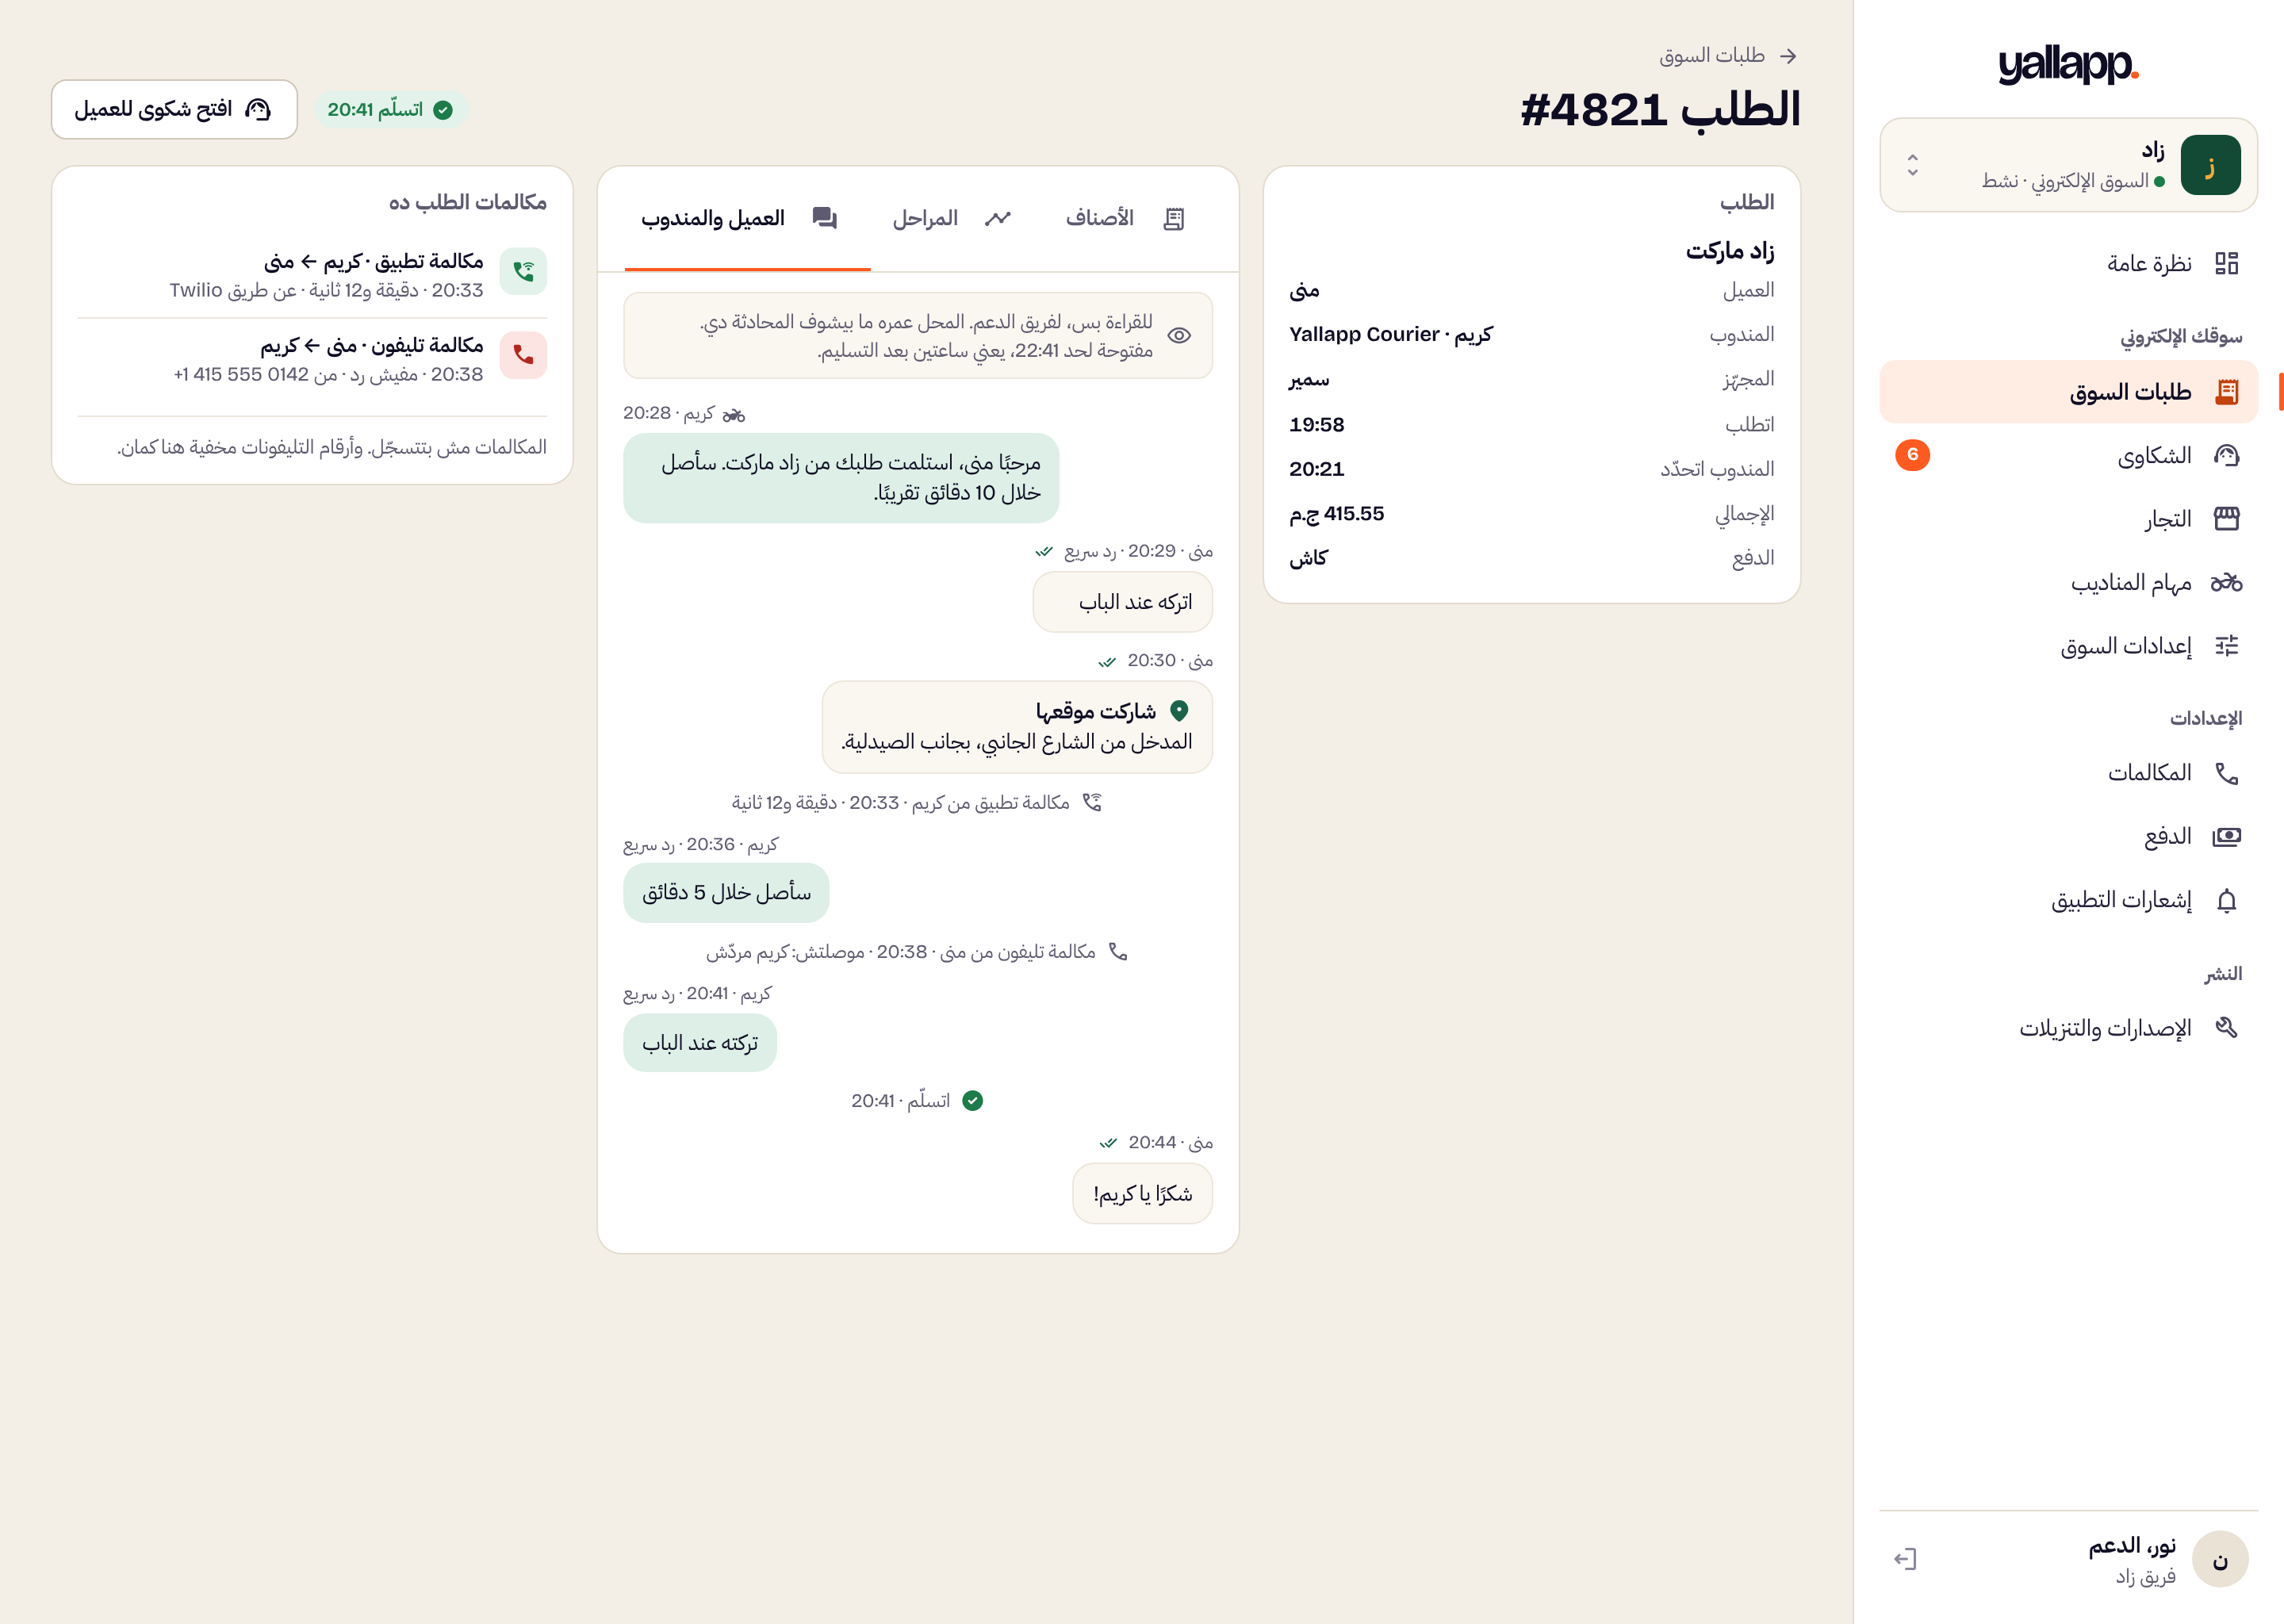 yallapp.
ز
زاد
السوق الإلكتروني · نشط
نظرة عامة
سوقك الإلكتروني
طلبات السوق
الشكاوى
6
التجار
مهام المناديب
إعدادات السوق
الإعدادات
المكالمات
الدفع
إشعارات التطبيق
النشر
الإصدارات والتنزيلات
ن
نور، الدعم
فريق زاد
طلبات السوق
الطلب 4821#
اتسلّم 20:41
افتح شكوى للعميل
الطلب
زاد ماركت
العميل منى
المندوب كريم · Yallapp Courier
المجهّز سمير
اتطلب 19:58
المندوب اتحدّد 20:21
الإجمالي 415.55 ج.م
الدفع كاش
الأصناف
المراحل
العميل والمندوب
للقراءة بس، لفريق الدعم. المحل عمره ما بيشوف المحادثة دي.
مفتوحة لحد 22:41، يعني ساعتين بعد التسليم.
كريم · 20:28
مرحبًا منى، استلمت طلبك من زاد ماركت. سأصل
خلال 10 دقائق تقريبًا.
منى · 20:29 · رد سريع
اتركه عند الباب
منى · 20:30
شاركت موقعها
المدخل من الشارع الجانبي، بجانب الصيدلية.
مكالمة تطبيق من كريم · 20:33 · دقيقة و12 ثانية
كريم · 20:36 · رد سريع
سأصل خلال 5 دقائق
مكالمة تليفون من منى · 20:38 · موصلتش: كريم مردّش
كريم · 20:41 · رد سريع
تركته عند الباب
اتسلّم · 20:41
منى · 20:44
شكرًا يا كريم!
مكالمات الطلب ده
مكالمة تطبيق · كريم ← منى
20:33 · دقيقة و12 ثانية · عن طريق Twilio
مكالمة تليفون · منى ← كريم
20:38 · مفيش رد · من 0142 555 415 1+
المكالمات مش بتتسجّل. وأرقام التليفونات مخفية هنا كمان.